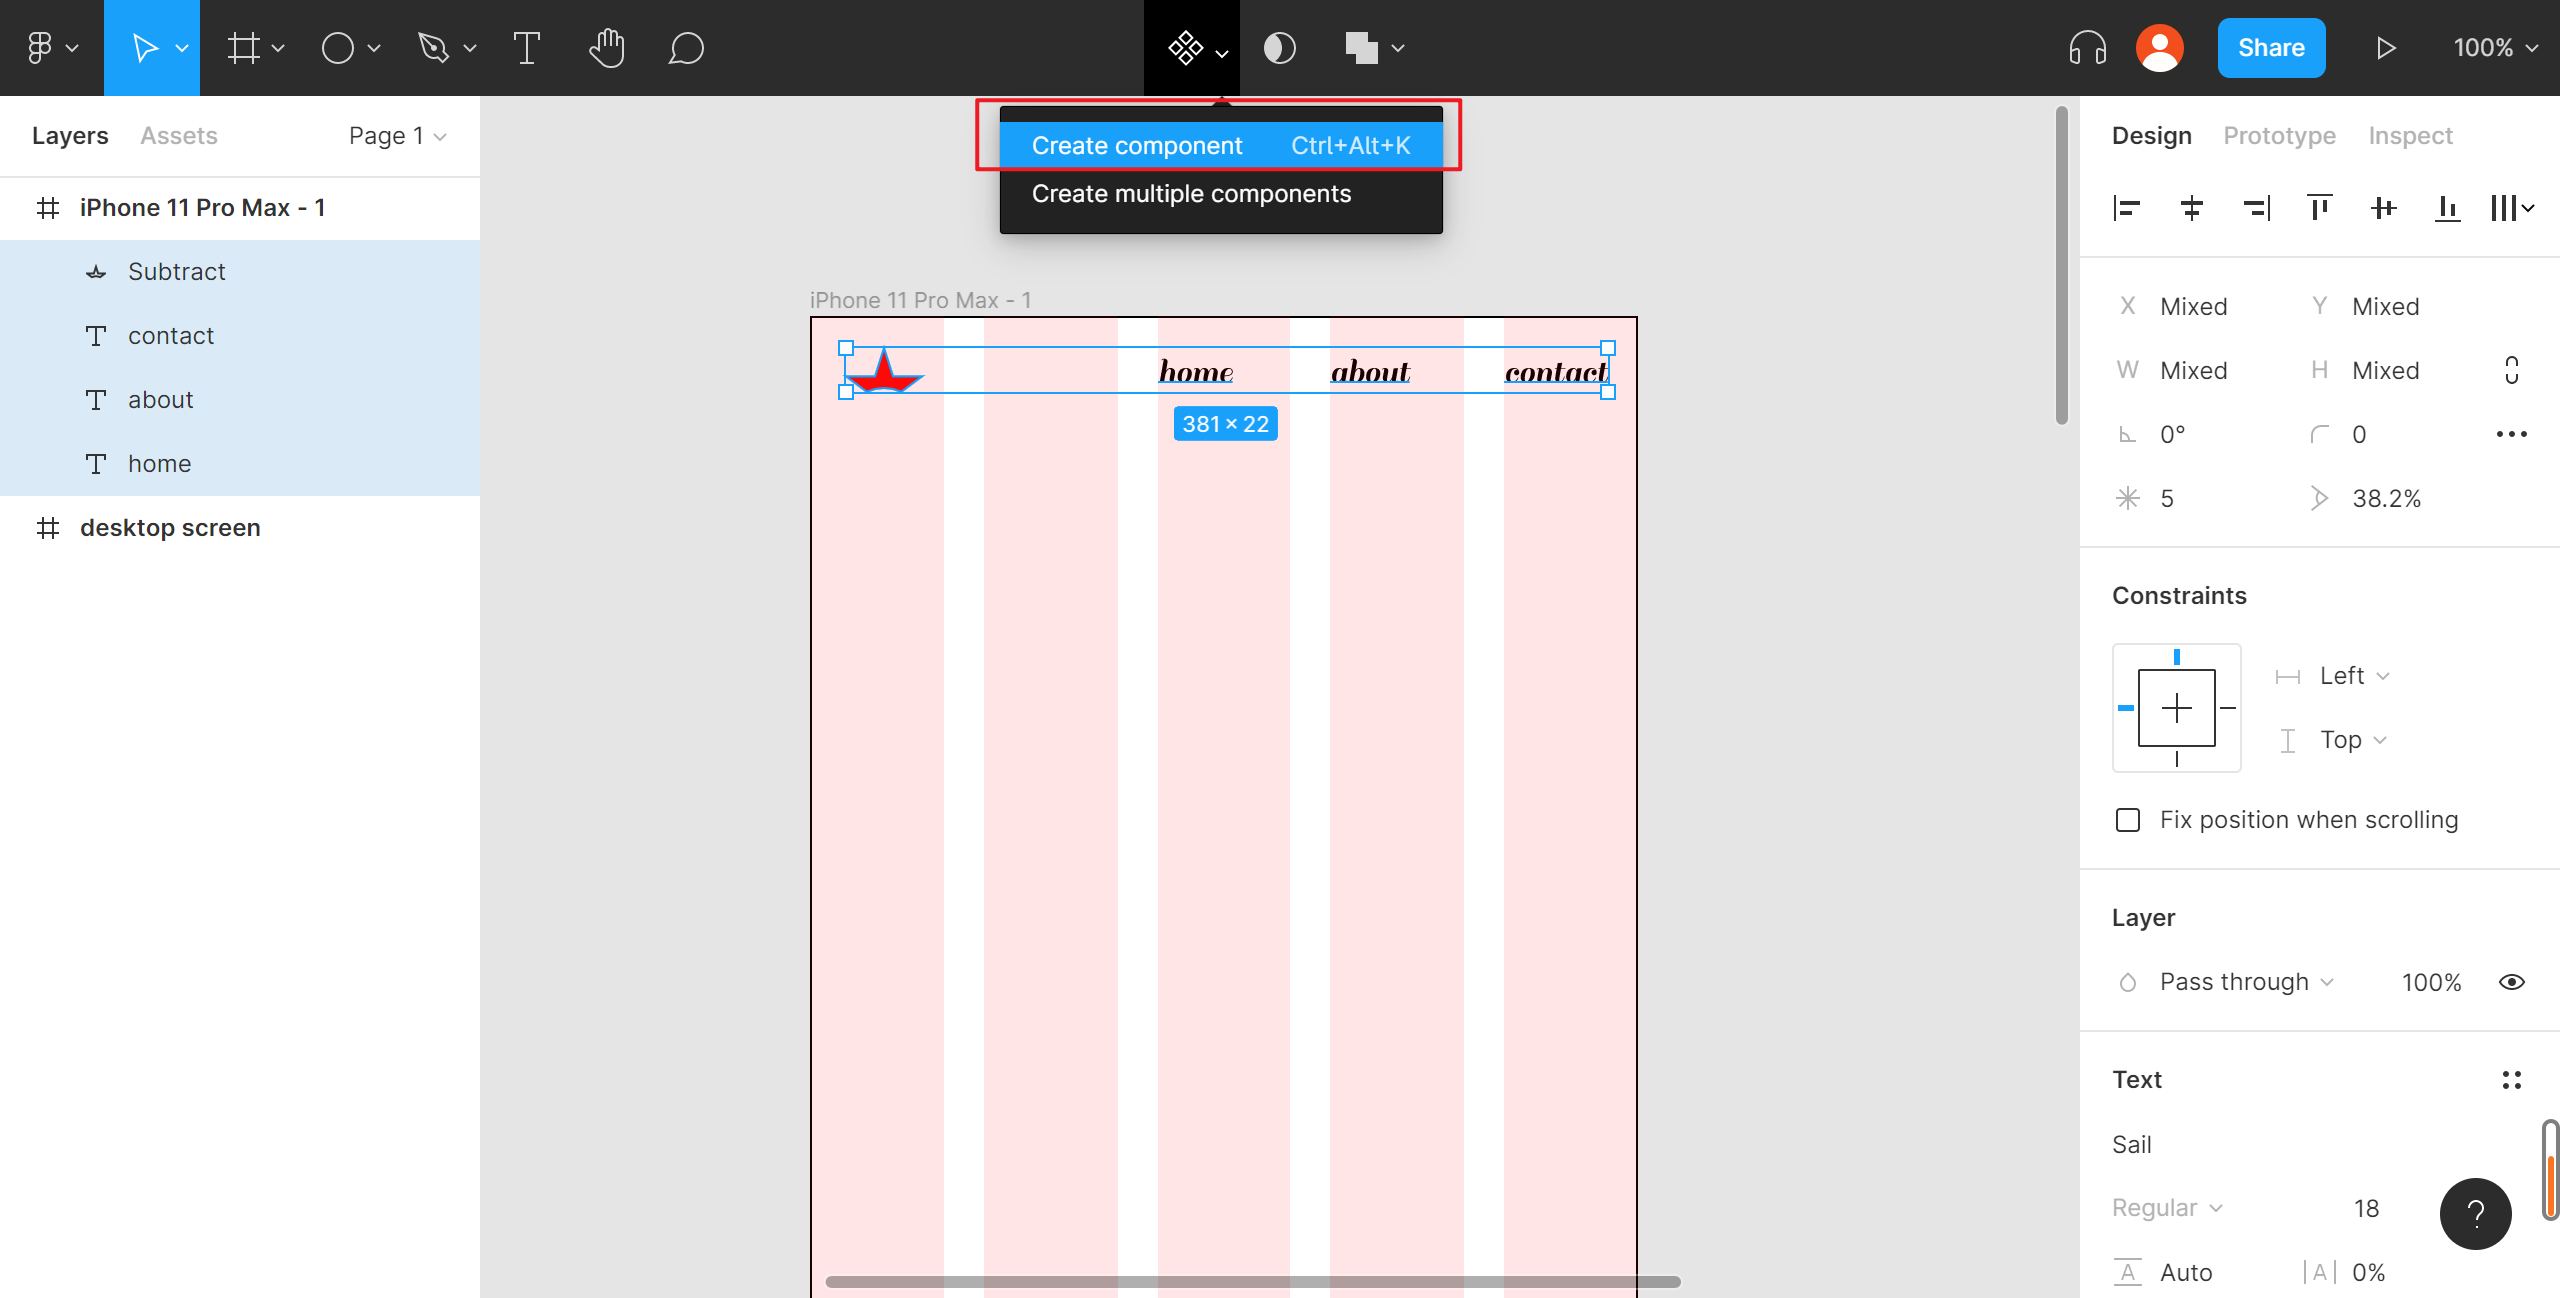 Share
100%
Layers
Assets
Page 1
Create component
Ctrl+Alt+K
Create multiple components
Design
Prototype
Inspect
iPhone 11 Pro Max - 1
Subtract
contact
about
home
desktop screen
iPhone 11 Pro Max - 1
home
about
contact
381 × 22
X
Mixed
Y
Mixed
W
Mixed
H
Mixed
0°
0
5
38.2%
Constraints
Left
Top
Fix position when scrolling
Layer
Pass through
100%
Text
Sail
Regular
18
?
A
Auto
A
0%